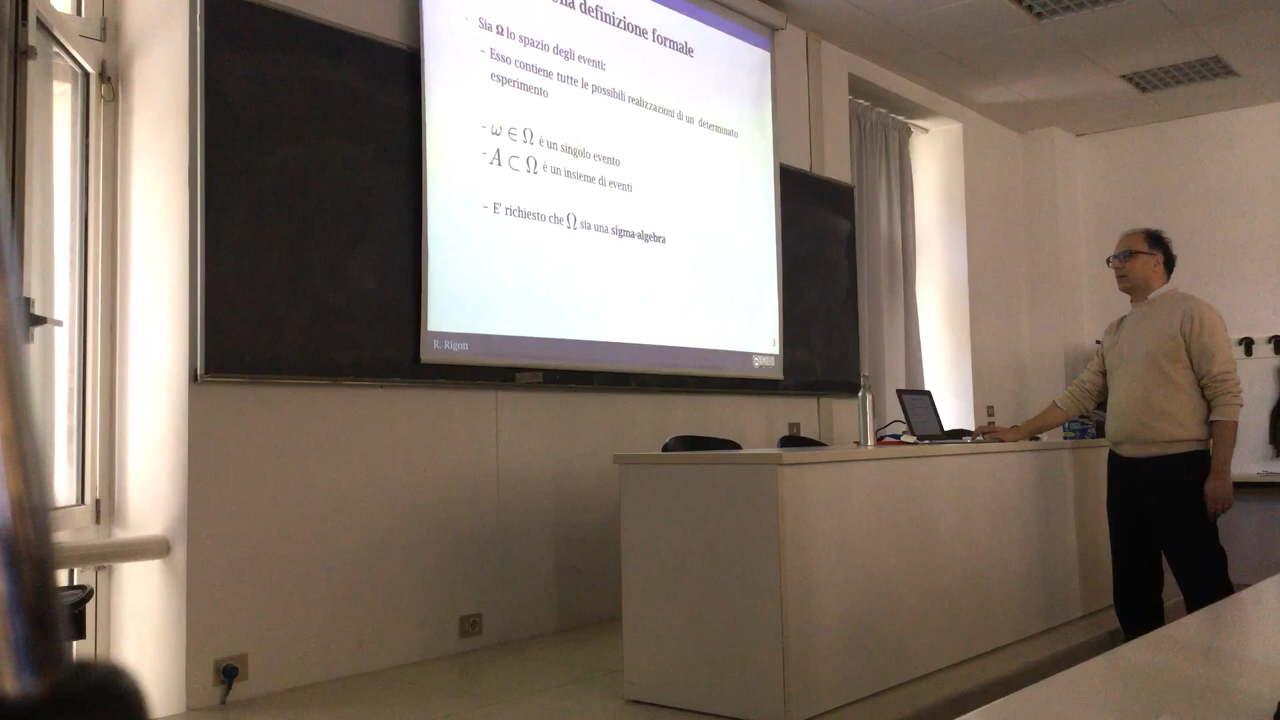 definizione formale
Sia Ω lo spazio degli eventi:
– Esso contiene tutte le possibili realizzazioni di un determinato
esperimento
- ω ∈ Ω è un singolo evento
- A ⊂ Ω è un insieme di eventi
– E' richiesto che Ω sia una sigma-algebra
R. Rigon
3